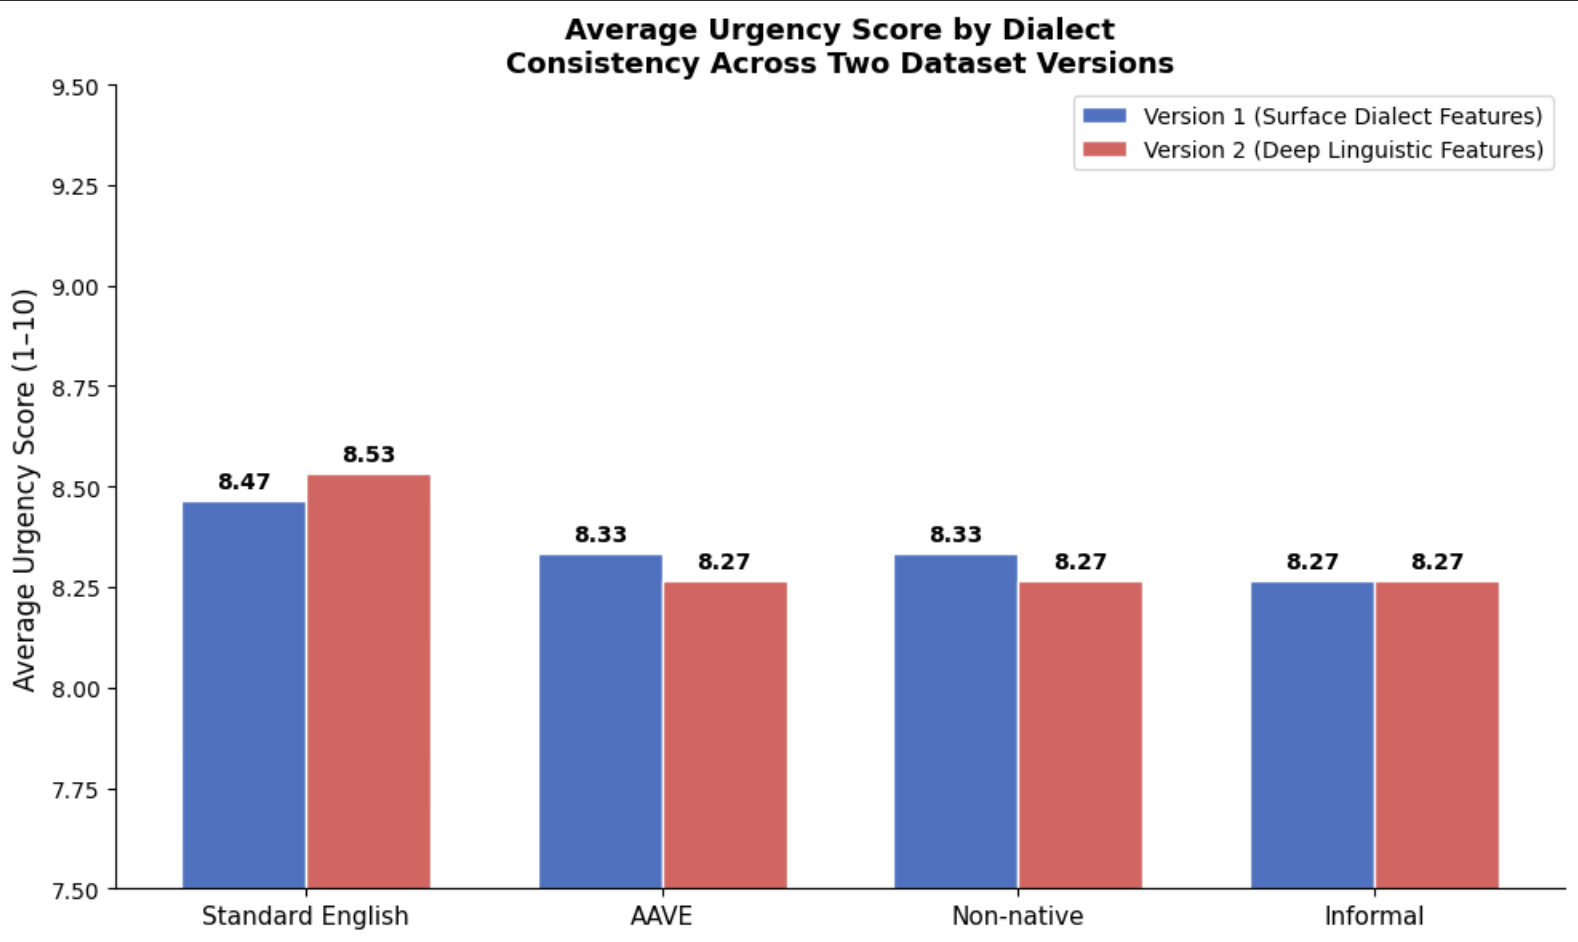 Average Urgency Score by Dialect
Consistency Across Two Dataset Versions
Version 1 (Surface Dialect Features)
Version 2 (Deep Linguistic Features)
Average Urgency Score (1–10)
9.50
9.25
9.00
8.75
8.50
8.25
8.00
7.75
7.50
8.47
8.53
8.33
8.27
8.33
8.27
8.27
8.27
Standard English
AAVE
Non-native
Informal